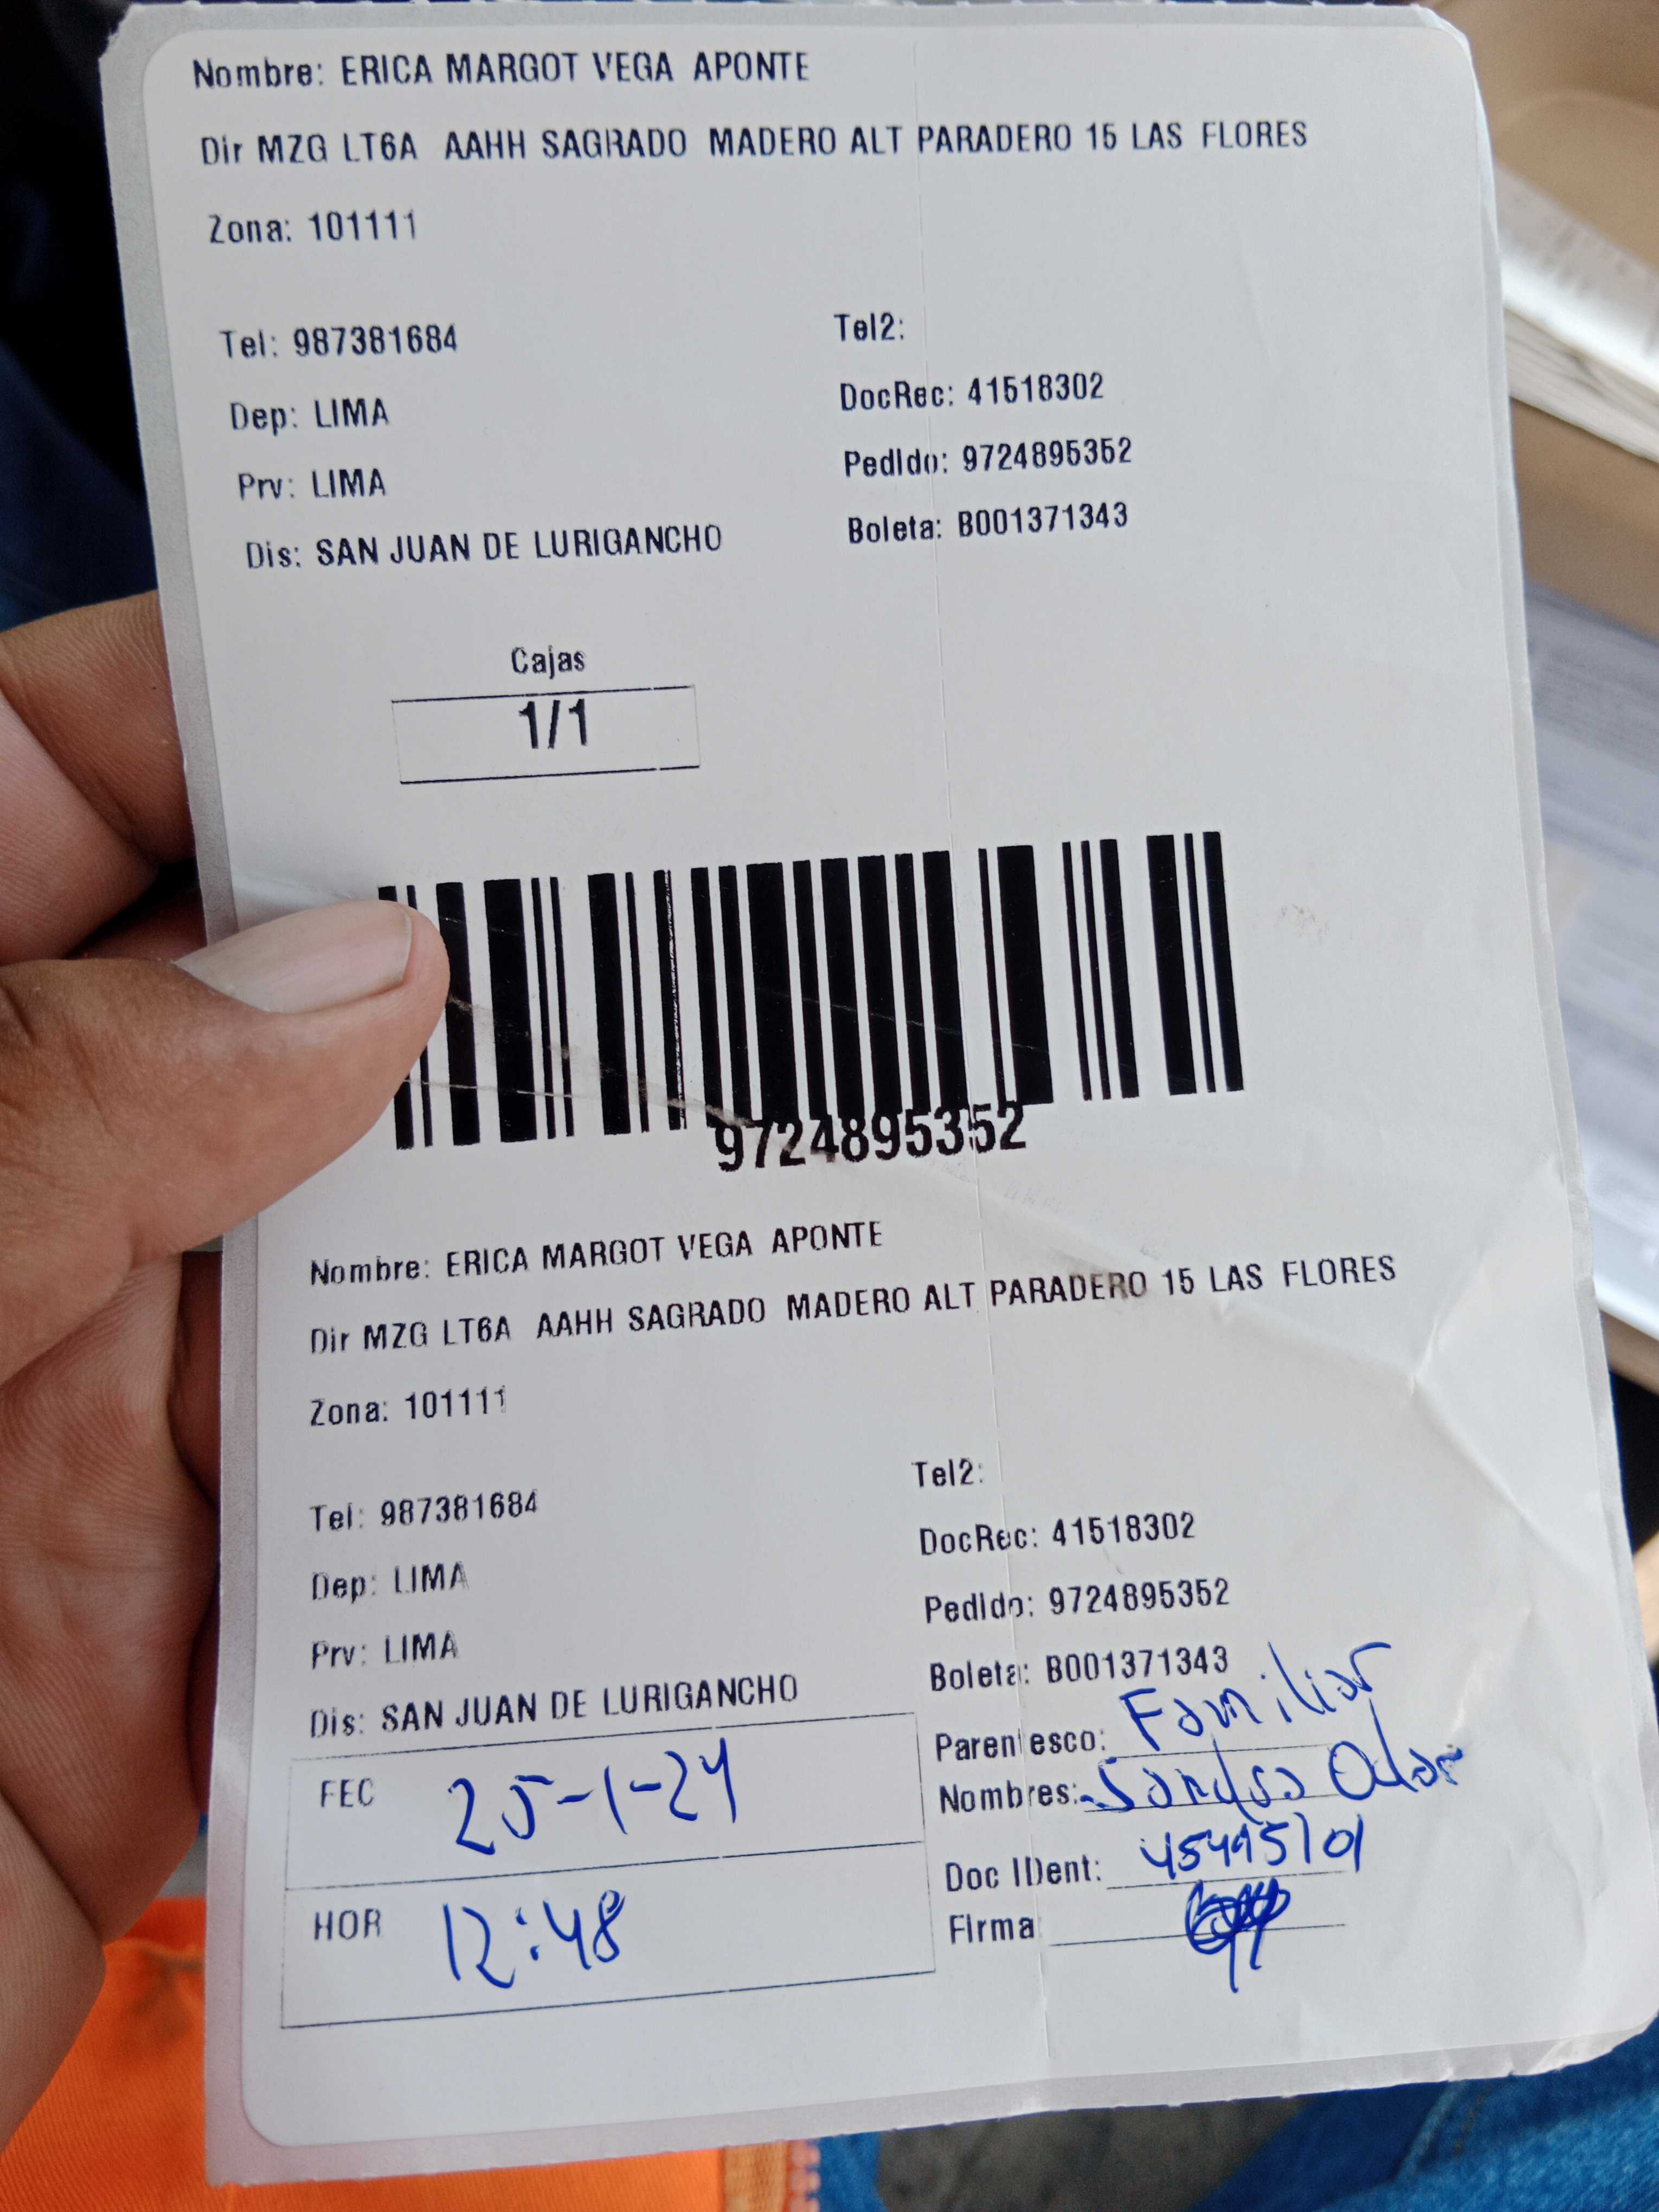 Nombre: ERICA MARGOT VEGA APONTE
Dir MZG LT6A AAHH SAGRADO MADERO ALT PARADERO 15 LAS FLORES
Zona: 101111
Tel: 987381684
Tel2:
Dep: LIMA
DocRec: 41518302
Prv: LIMA
PedIdo: 9724895352
Dis: SAN JUAN DE LURIGANCHO
Boleta: B001371343
Cajas
1/1
9724895352
Nombre: ERICA MARGOT VEGA APONTE
Dir MZG LT6A AAHH SAGRADO MADERO ALT PARADERO 15 LAS FLORES
Zona: 101111
Tel: 987381684
Tel2:
Dep: LIMA
DocRec: 41518302
Prv: LIMA
PedIdo: 9724895352
Dis: SAN JUAN DE LURIGANCHO
Boleta: B001371343
FEC 25-1-24
HOR 12:48
Parentesco: Familiar
Nombres:
Doc IDent:
FIrma